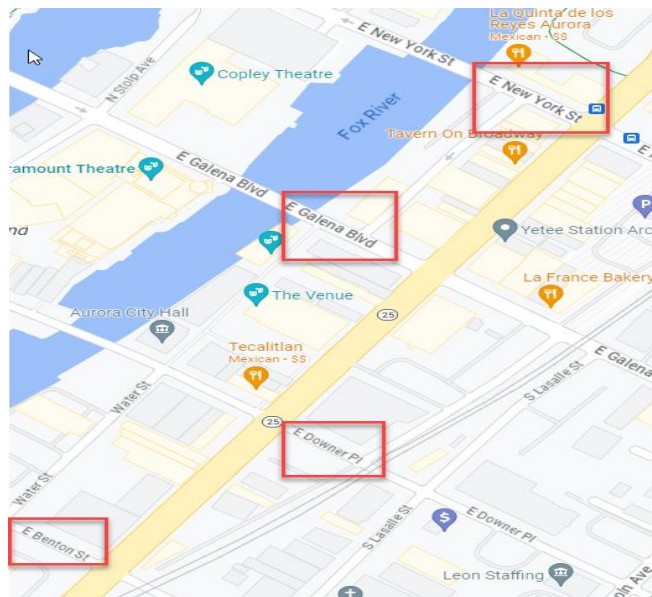 La Quinta de los
Reyes Aurora
Mexican • $$
E New York St
N Stolp Ave
Copley Theatre
E New York St
Fox River
Tavern On Broadway
E
ramount Theatre
E Galena Blvd
P
E Galena Blvd
Yetee Station Arc
nd
The Venue
La France Bakery
Aurora City Hall
25
Tecalitlan
Mexican • $$
E Galena
S Lasalle St
Water St
25
E Downer Pl
Water St
S Lasalle St
$
E Downer Pl
E Benton St
Leon Staffing
oln Ave